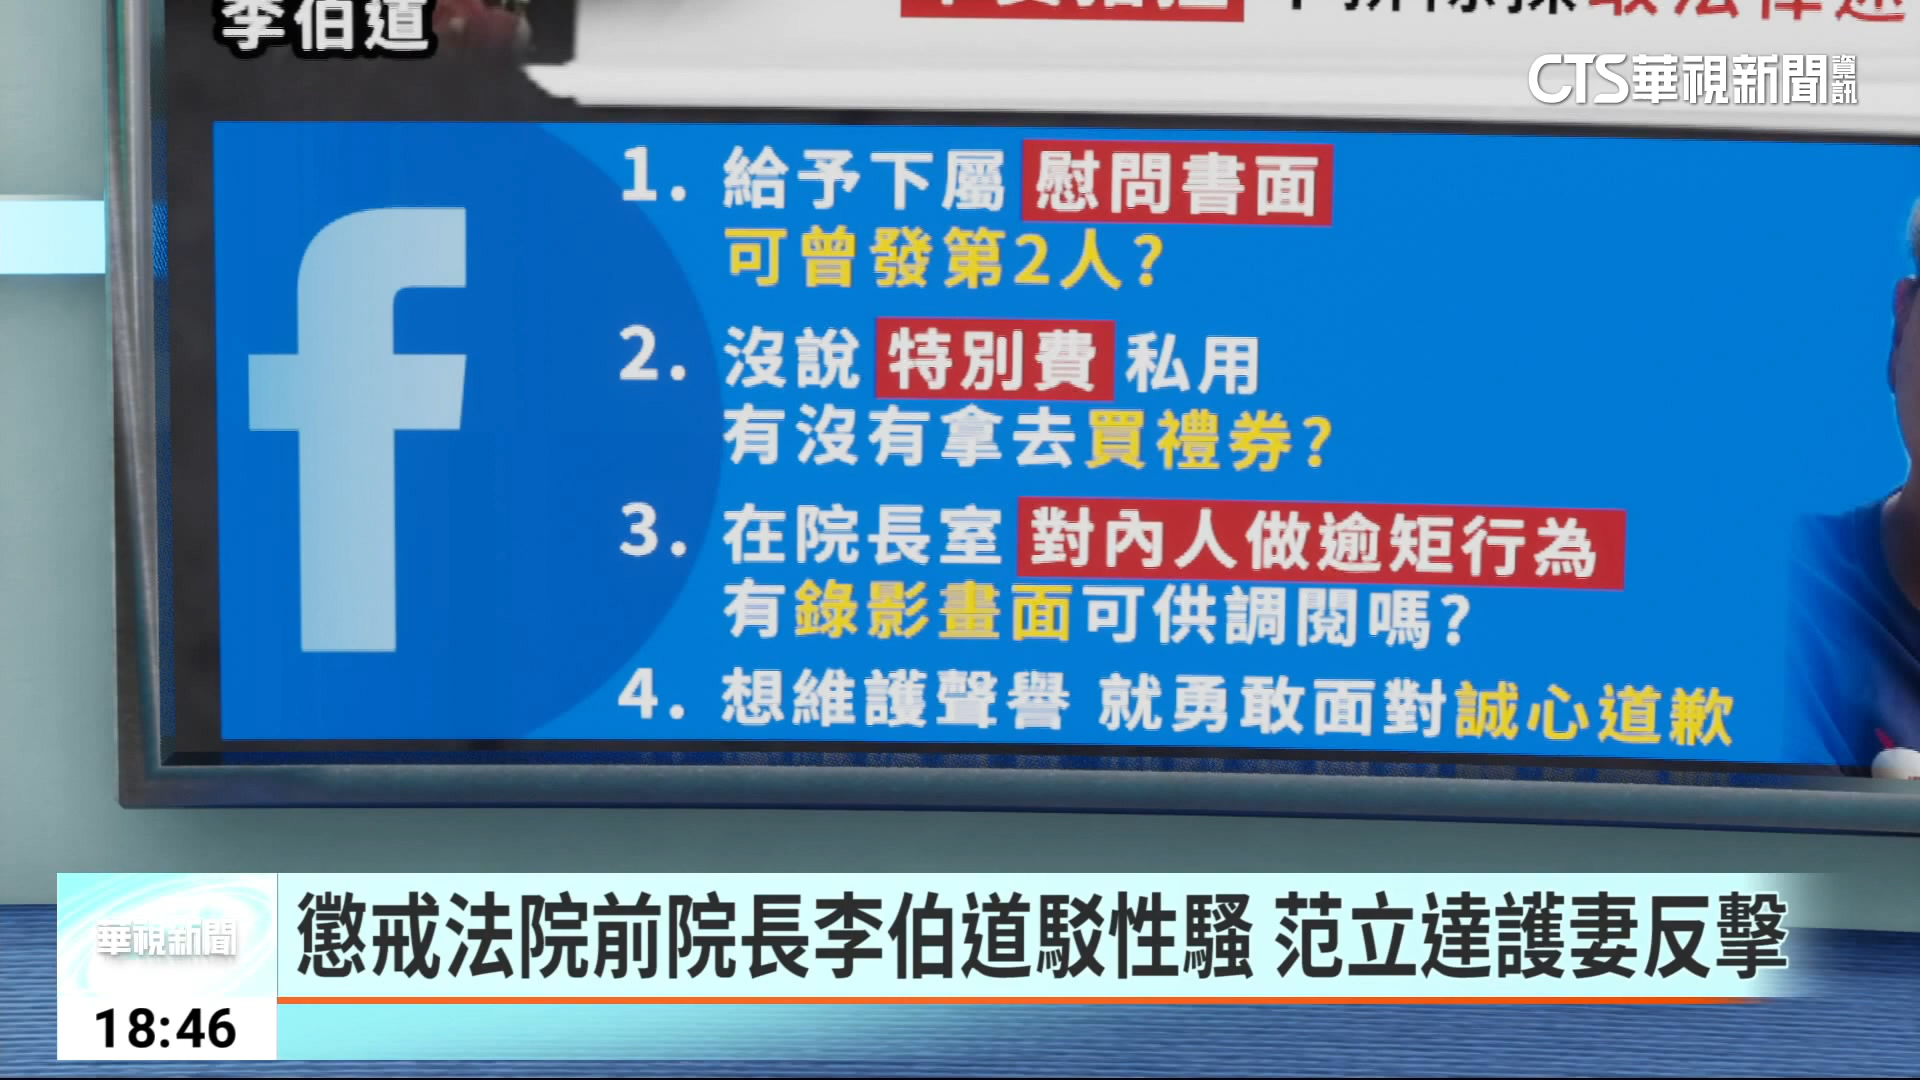 李伯道
CTS華視新聞資訊
1. 給予下屬 慰問書面
可曾發第2人?
2. 沒說 特別費 私用
有沒有拿去買禮券?
3. 在院長室 對內人做逾矩行為
有錄影畫面可供調閱嗎?
4. 想維護聲譽 就勇敢面對誠心道歉
華視新聞
懲戒法院前院長李伯道駁性騷 范立達護妻反擊
18:46